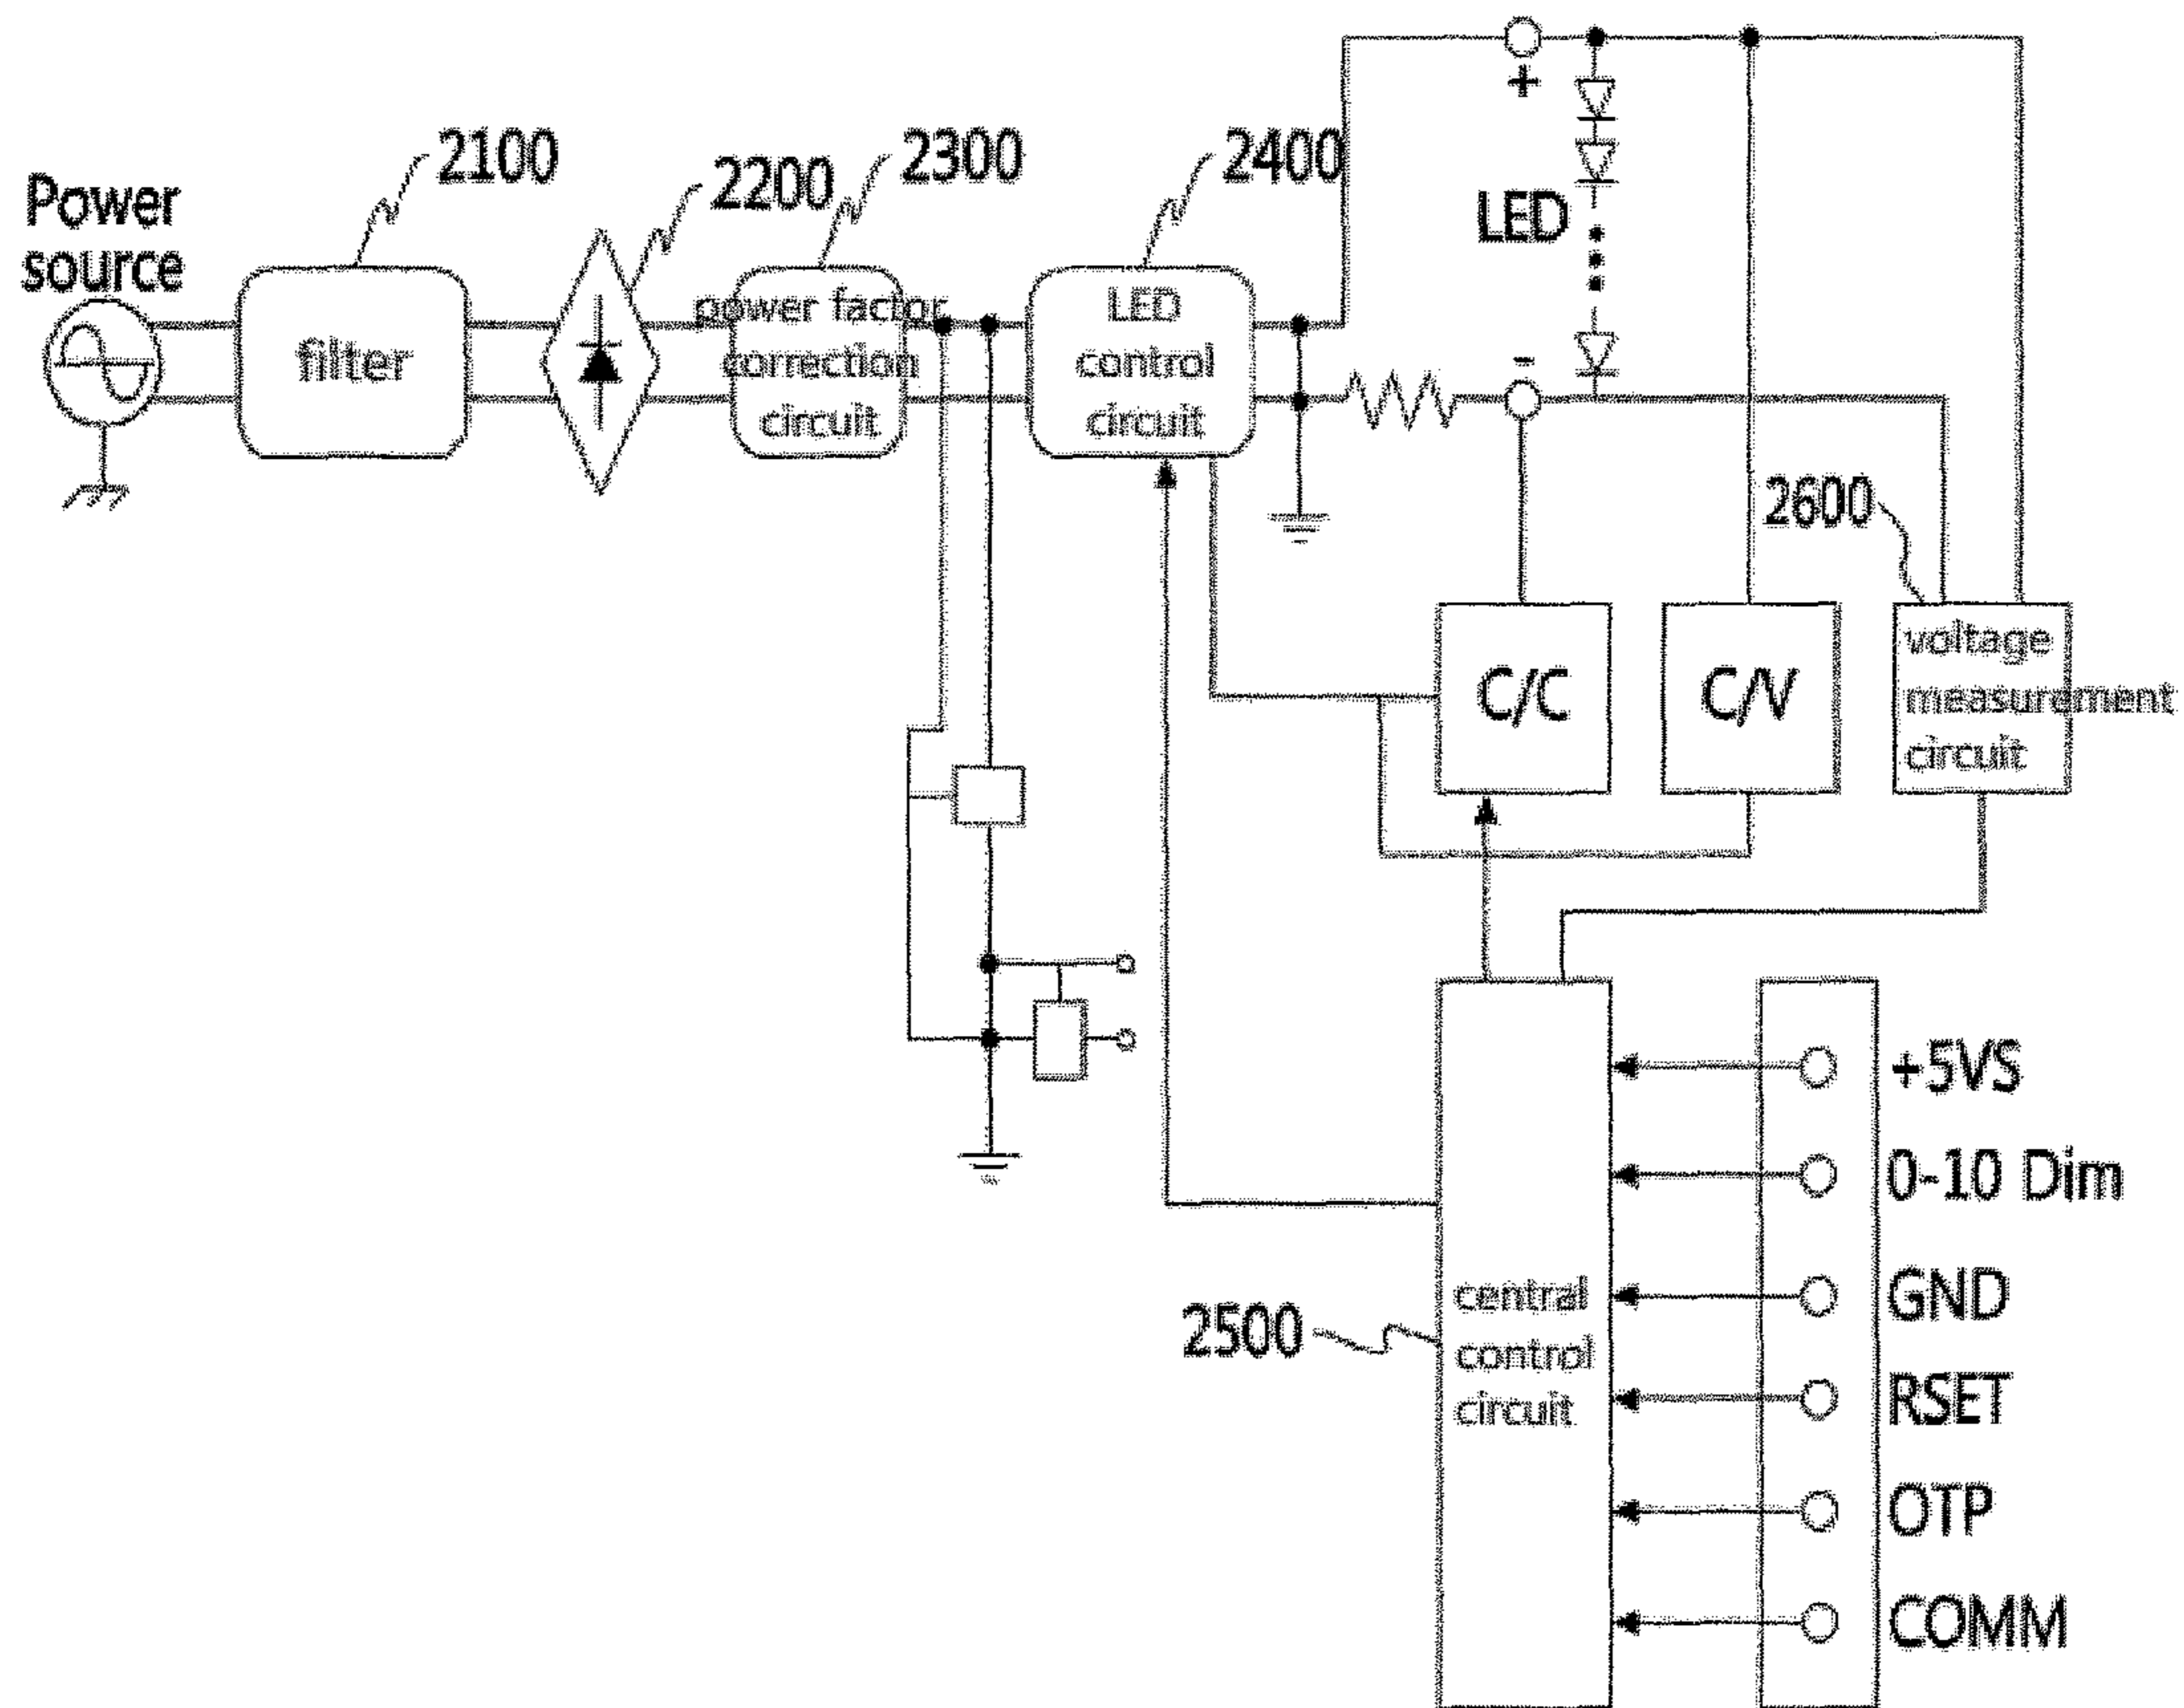 Power
source
2100
2200
2300
2400
filter
power factor
correction
circuit
LED
control
circuit
+
LED
-
2600
C/C
C/V
voltage
measurement
circuit
2500
central
control
circuit
+5VS
0-10 Dim
GND
RSET
OTP
COMM